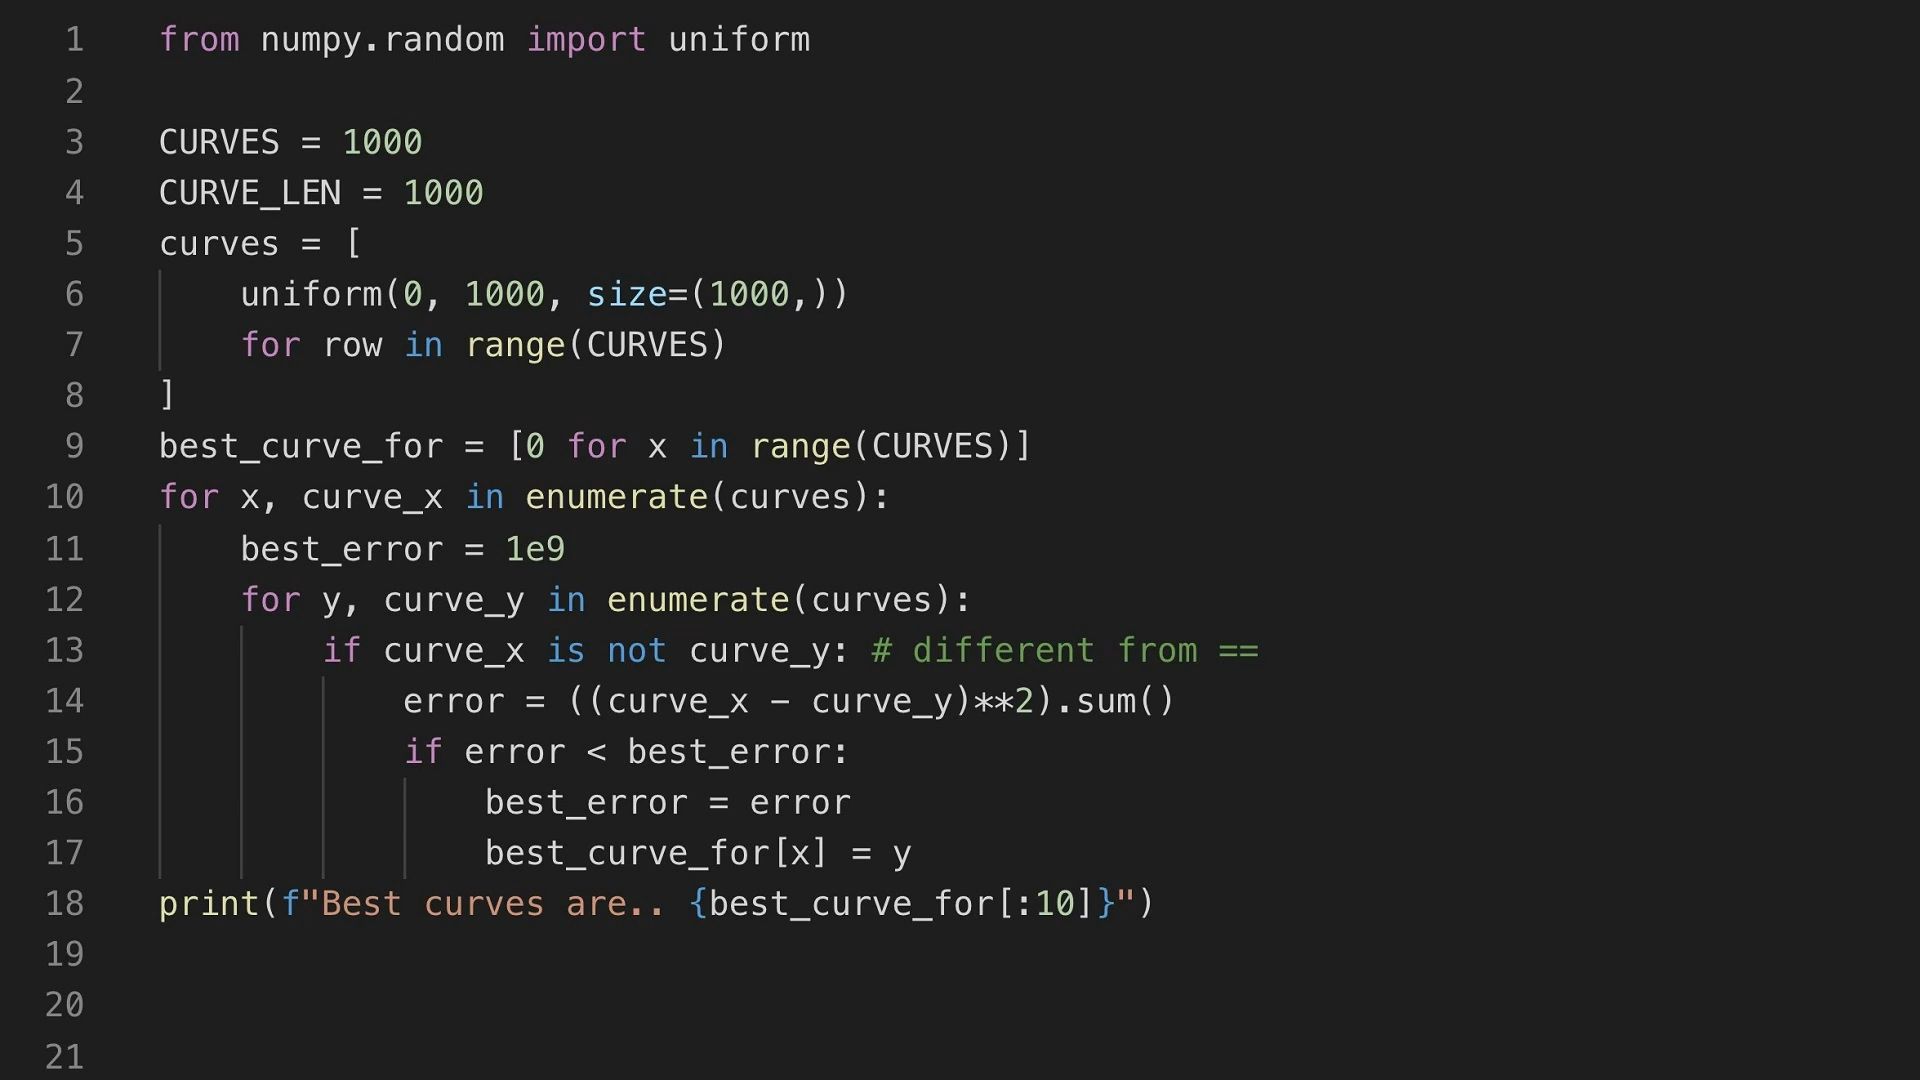 1 from numpy.random import uniform
2
3 CURVES = 1000
4 CURVE_LEN = 1000
5 curves = [
6     uniform(0, 1000, size=(1000,))
7     for row in range(CURVES)
8 ]
9 best_curve_for = [0 for x in range(CURVES)]
10 for x, curve_x in enumerate(curves):
11     best_error = 1e9
12     for y, curve_y in enumerate(curves):
13         if curve_x is not curve_y: # different from ==
14             error = ((curve_x - curve_y)**2).sum()
15             if error < best_error:
16                 best_error = error
17                 best_curve_for[x] = y
18 print(f"Best curves are.. {best_curve_for[:10]}")
19
20
21